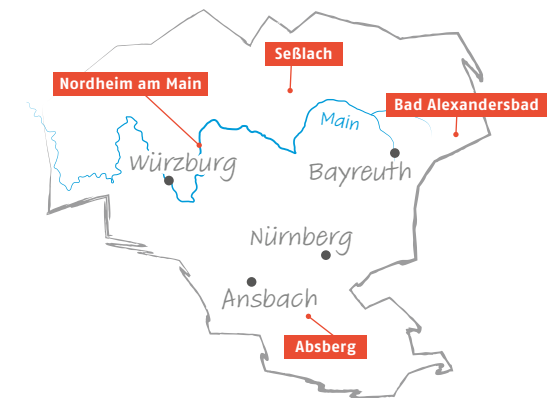 Seßlach
Nordheim am Main
Bad Alexandersbad
Main
Würzburg
Bayreuth
Nürnberg
Ansbach
Absberg